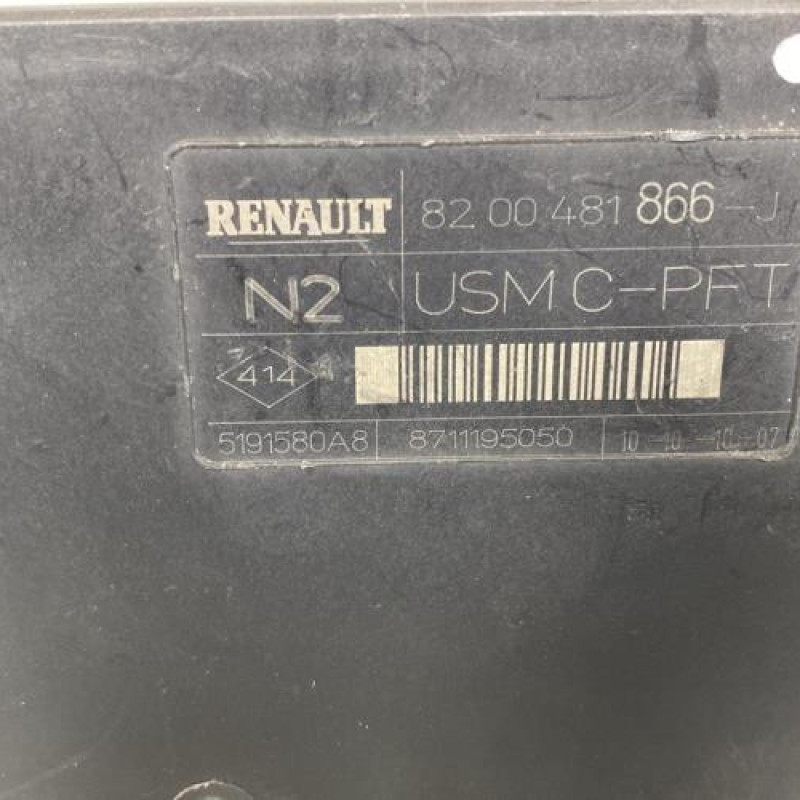 RENAULT 82 00 481 866-J
N2 USM C-PFT
414
5191580A8 8711195050 10-10-10-07